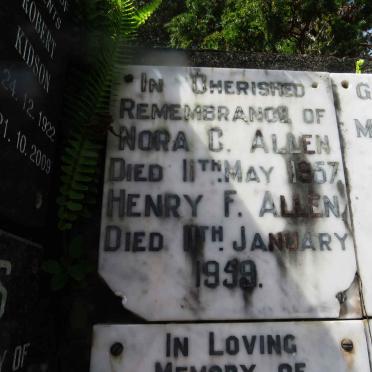 ROBERT
KIDSON
24.12.1922
21.10.2009
IN CHERISHED
REMEMBRANCE OF
NORA C. ALLEN
DIED 11TH. MAY 1957.
HENRY F. ALLEN,
DIED 11TH. JANUARY
1959.
IN LOVING
MEMORY OF